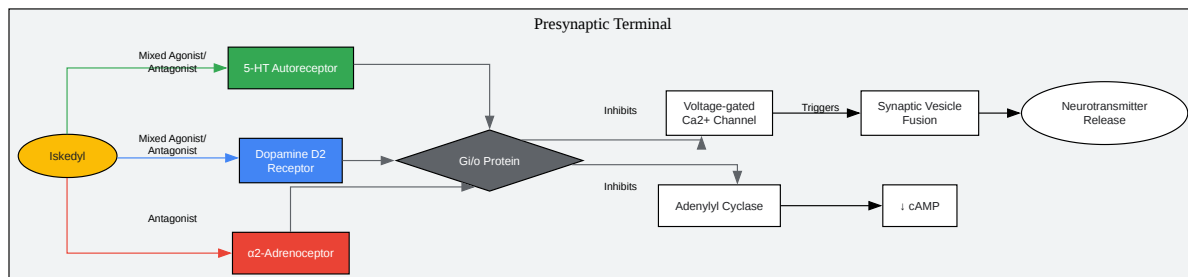 Presynaptic Terminal
Mixed Agonist/
Antagonist
5-HT Autoreceptor
Iskedyl
Mixed Agonist/
Antagonist
Dopamine D2
Receptor
Antagonist
α2-Adrenoceptor
Gi/o Protein
Inhibits
Voltage-gated
Ca2+ Channel
Triggers
Synaptic Vesicle
Fusion
Neurotransmitter
Release
Inhibits
Adenylyl Cyclase
↓ cAMP